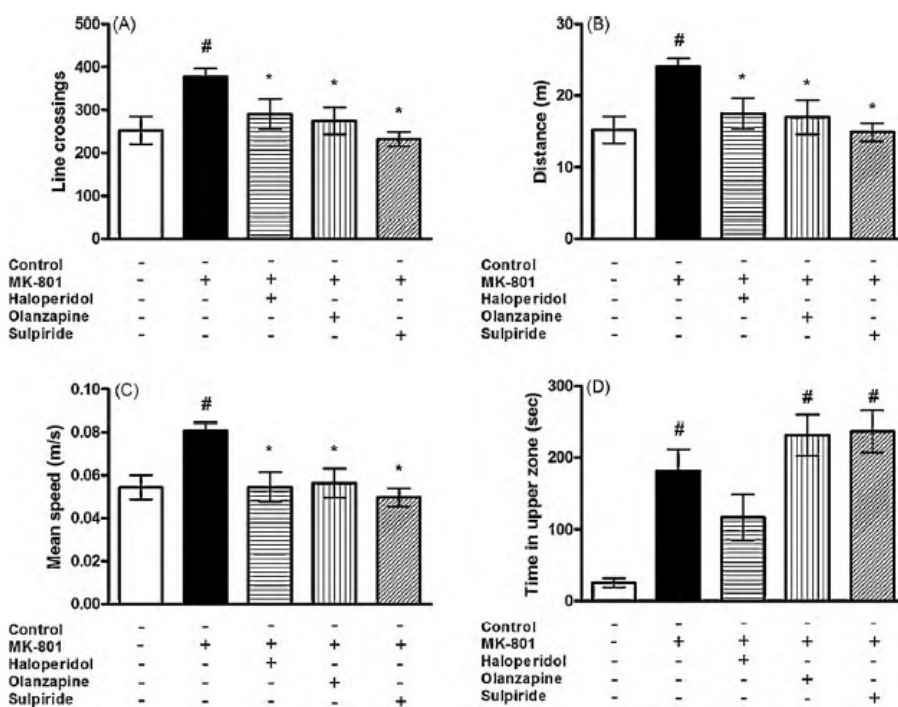 (A)
500
400
300
200
100
0
Line crossings
#
*
*
*
Control - - - - -
MK-801 - + + + +
Haloperidol - - + - -
Olanzapine - - - + -
Sulpiride - - - - +
(B)
30
20
10
0
Distance (m)
#
*
*
*
Control - - - - -
MK-801 - + + + +
Haloperidol - - + - -
Olanzapine - - - + -
Sulpiride - - - - +
(C)
0.10
0.08
0.06
0.04
0.02
0.00
Mean speed (m/s)
#
*
*
*
Control - - - - -
MK-801 - + + + +
Haloperidol - - + - -
Olanzapine - - - + -
Sulpiride - - - - +
(D)
300
200
100
0
Time in upper zone (sec)
#
#
#
Control - - - - -
MK-801 - + + + +
Haloperidol - - + - -
Olanzapine - - - + -
Sulpiride - - - - +